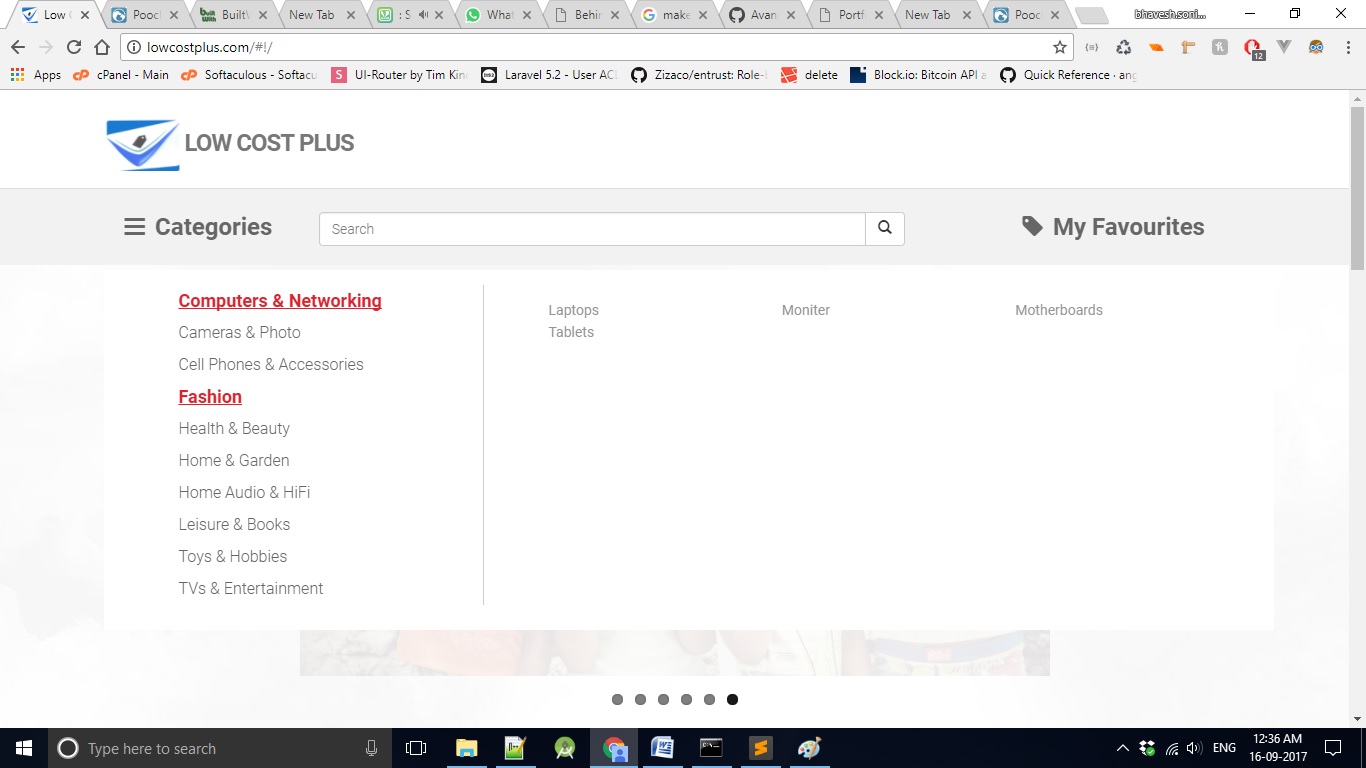 Low
Pooc
Built
New Tab
: S
What
Behin
make
Avan
Portf
New Tab
Pooc
bhavesh.soni...
lowcostplus.com/#!/
12
Apps
cPanel - Main
Softaculous - Softacu
S
UI-Router by Tim Kin
Laravel 5.2 - User AC
Zizaco/entrust: Role-
delete
Block.io: Bitcoin API a
Quick Reference · ang
LOW COST PLUS
Categories
Search
My Favourites
Computers & Networking
Cameras & Photo
Cell Phones & Accessories
Fashion
Health & Beauty
Home & Garden
Home Audio & HiFi
Leisure & Books
Toys & Hobbies
TVs & Entertainment
Laptops
Moniter
Motherboards
Tablets
Type here to search
ENG
12:36 AM
16-09-2017